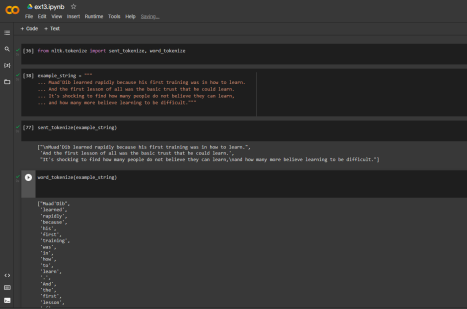 ex13.ipynb
File Edit View Insert Runtime Tools Help Saving...
+ Code + Text
[36] from nltk.tokenize import sent_tokenize, word_tokenize
[38] example_string = """
... Muad'Dib learned rapidly because his first training was in how to learn.
... And the first lesson of all was the basic trust that he could learn.
... It's shocking to find how many people do not believe they can learn,
... and how many more believe learning to be difficult."""
[77] sent_tokenize(example_string)
["\nMuad'Dib learned rapidly because his first training was in how to learn.",
'And the first lesson of all was the basic trust that he could learn.',
"It's shocking to find how many people do not believe they can learn,\nand how many more believe learning to be difficult."]
word_tokenize(example_string)
["Muad'Dib",
'learned',
'rapidly',
'because',
'his',
'first',
'training',
'was',
'in',
'how',
'to',
'learn',
'.',
'And',
'the',
'first',
'lesson',